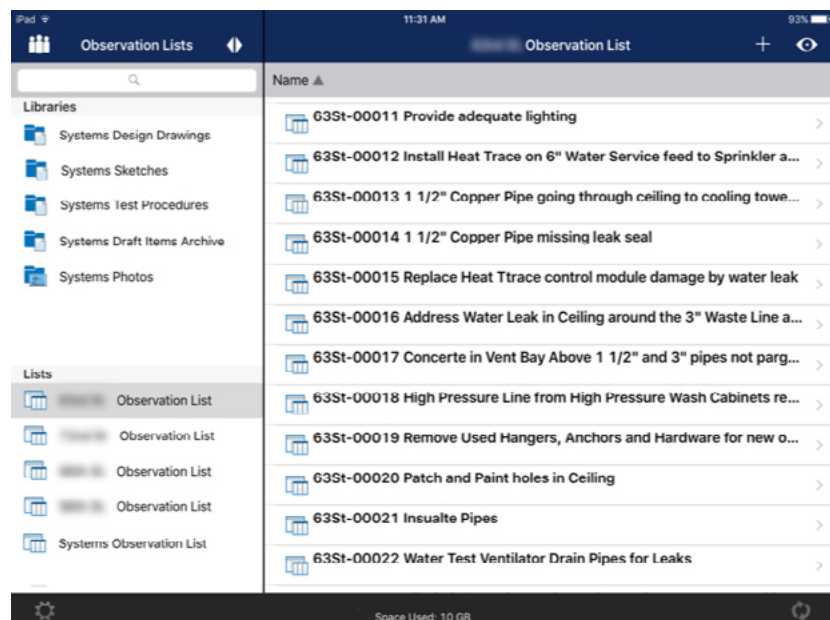 iPad
11:31 AM
93%
Observation Lists
Observation List
Name
Libraries
Systems Design Drawings
Systems Sketches
Systems Test Procedures
Systems Draft Items Archive
Systems Photos
Lists
Observation List
Observation List
Observation List
Observation List
Systems Observation List
63St-00011 Provide adequate lighting
63St-00012 Install Heat Trace on 6" Water Service feed to Sprinkler a...
63St-00013 1 1/2" Copper Pipe going through ceiling to cooling towe...
63St-00014 1 1/2" Copper Pipe missing leak seal
63St-00015 Replace Heat Ttrace control module damage by water leak
63St-00016 Address Water Leak in Ceiling around the 3" Waste Line a...
63St-00017 Concerte in Vent Bay Above 1 1/2" and 3" pipes not parg...
63St-00018 High Pressure Line from High Pressure Wash Cabinets re...
63St-00019 Remove Used Hangers, Anchors and Hardware for new o...
63St-00020 Patch and Paint holes in Ceiling
63St-00021 Insualte Pipes
63St-00022 Water Test Ventilator Drain Pipes for Leaks
Space Used: 10 GB